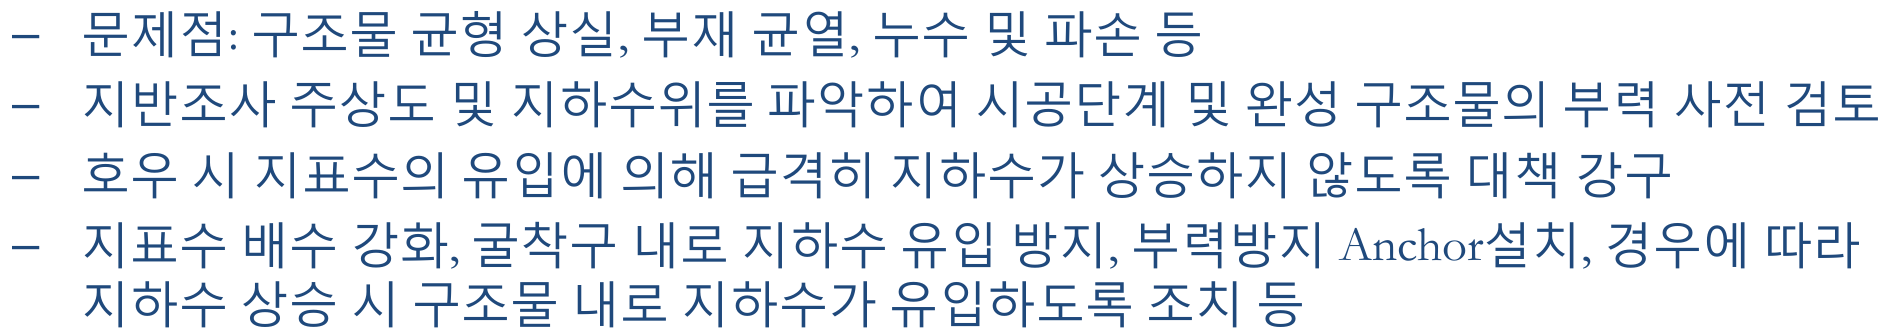 – 문제점: 구조물 균형 상실, 부재 균열, 누수 및 파손 등
– 지반조사 주상도 및 지하수위를 파악하여 시공단계 및 완성 구조물의 부력 사전 검토
– 호우 시 지표수의 유입에 의해 급격히 지하수가 상승하지 않도록 대책 강구
– 지표수 배수 강화, 굴착구 내로 지하수 유입 방지, 부력방지 Anchor설치, 경우에 따라
지하수 상승 시 구조물 내로 지하수가 유입하도록 조치 등